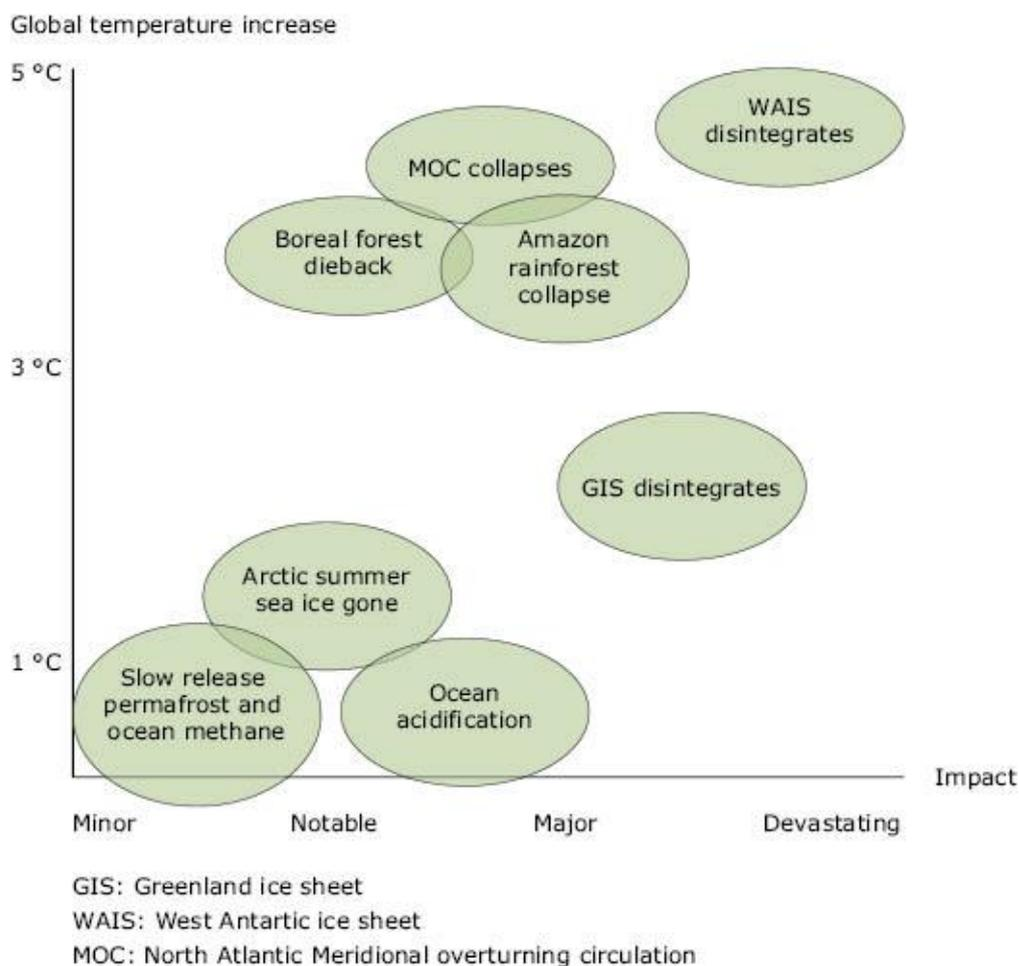 Global temperature increase
5 °C
WAIS
disintegrates
MOC collapses
Boreal forest
dieback
Amazon
rainforest
collapse
3 °C
GIS disintegrates
Arctic summer
sea ice gone
1 °C
Slow release
permafrost and
ocean methane
Ocean
acidification
Impact
Minor
Notable
Major
Devastating
GIS: Greenland ice sheet
WAIS: West Antartic ice sheet
MOC: North Atlantic Meridional overturning circulation